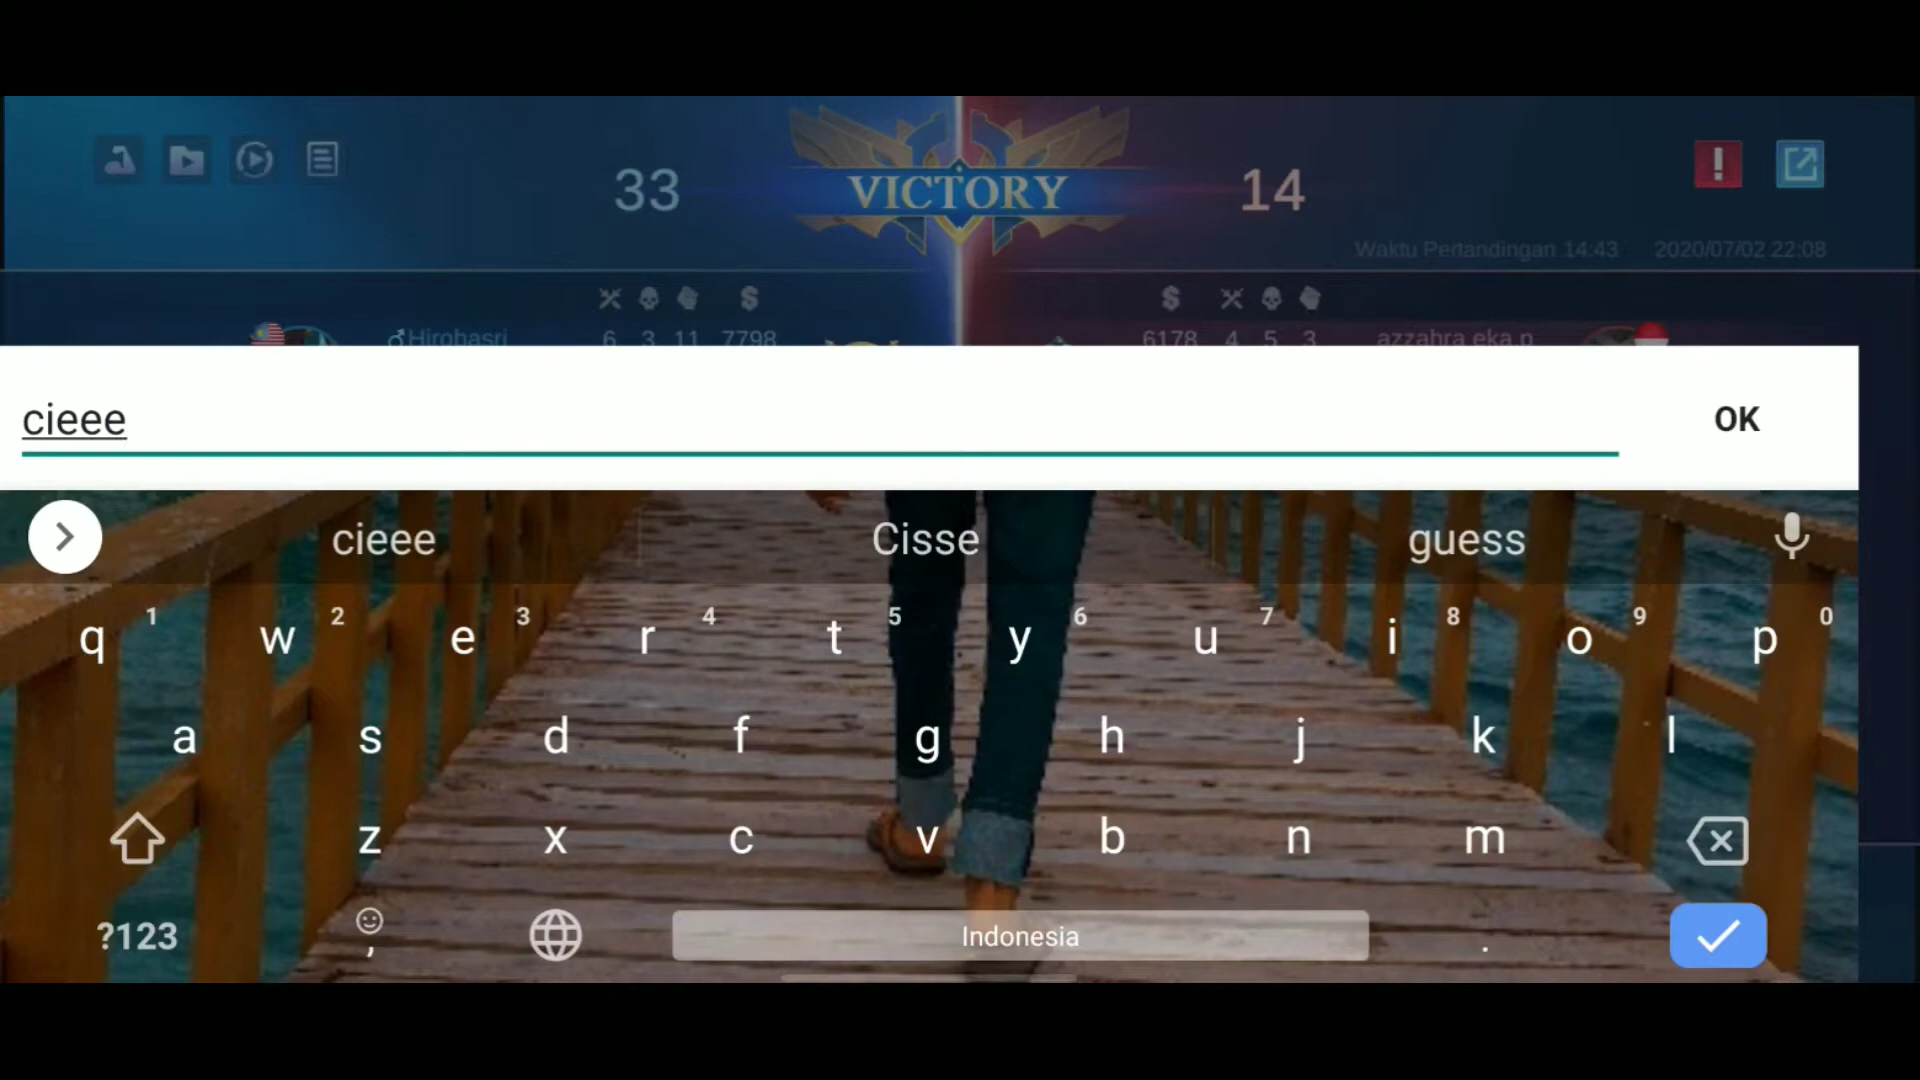 33 VICTORY 14
Waktu Pertandingan 14:43 2020/07/02 22:08
$ $
♂Hirohasri 6 3 11 7798 6178 4 5 3 azzahra eka p
cieee OK
cieee Cisse guess
q 1 w 2 e 3 r 4 t 5 y 6 u 7 i 8 o 9 p 0
a s d f g h j k l
z x c v b n m
?123 , Indonesia .